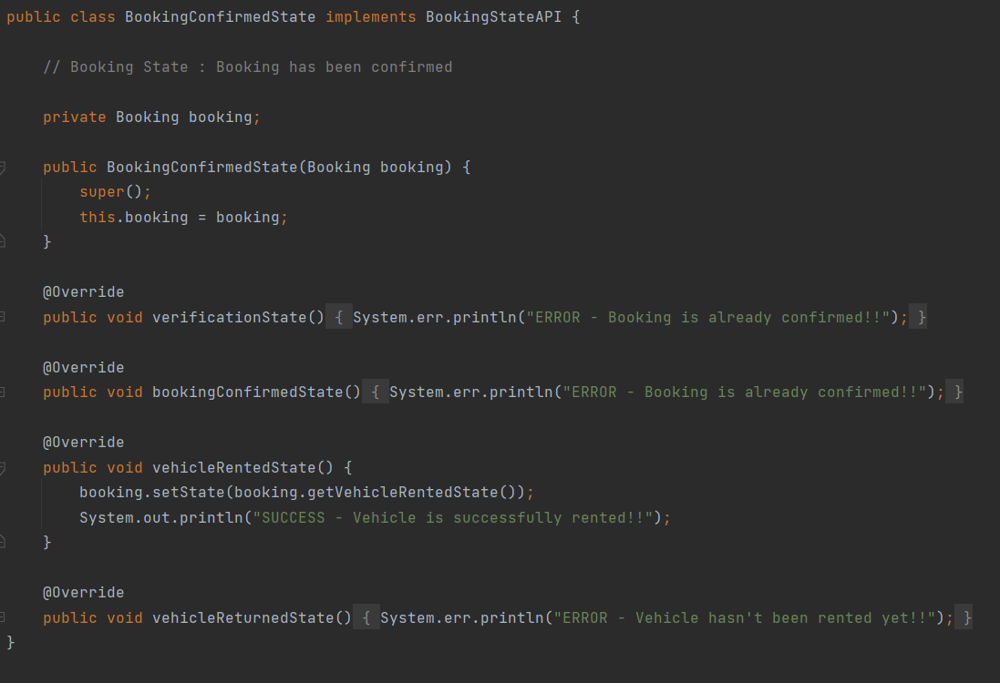 public class BookingConfirmedState implements BookingStateAPI {
// Booking State : Booking has been confirmed
private Booking booking;
public BookingConfirmedState(Booking booking) {
super();
this.booking = booking;
}
@Override
public void verificationState() { System.err.println("ERROR - Booking is already confirmed!!"); }
@Override
public void bookingConfirmedState() { System.err.println("ERROR - Booking is already confirmed!!"); }
@Override
public void vehicleRentedState() {
booking.setState(booking.getVehicleRentedState());
System.out.println("SUCCESS - Vehicle is successfully rented!!");
}
@Override
public void vehicleReturnedState() { System.err.println("ERROR - Vehicle hasn't been rented yet!!"); }
}